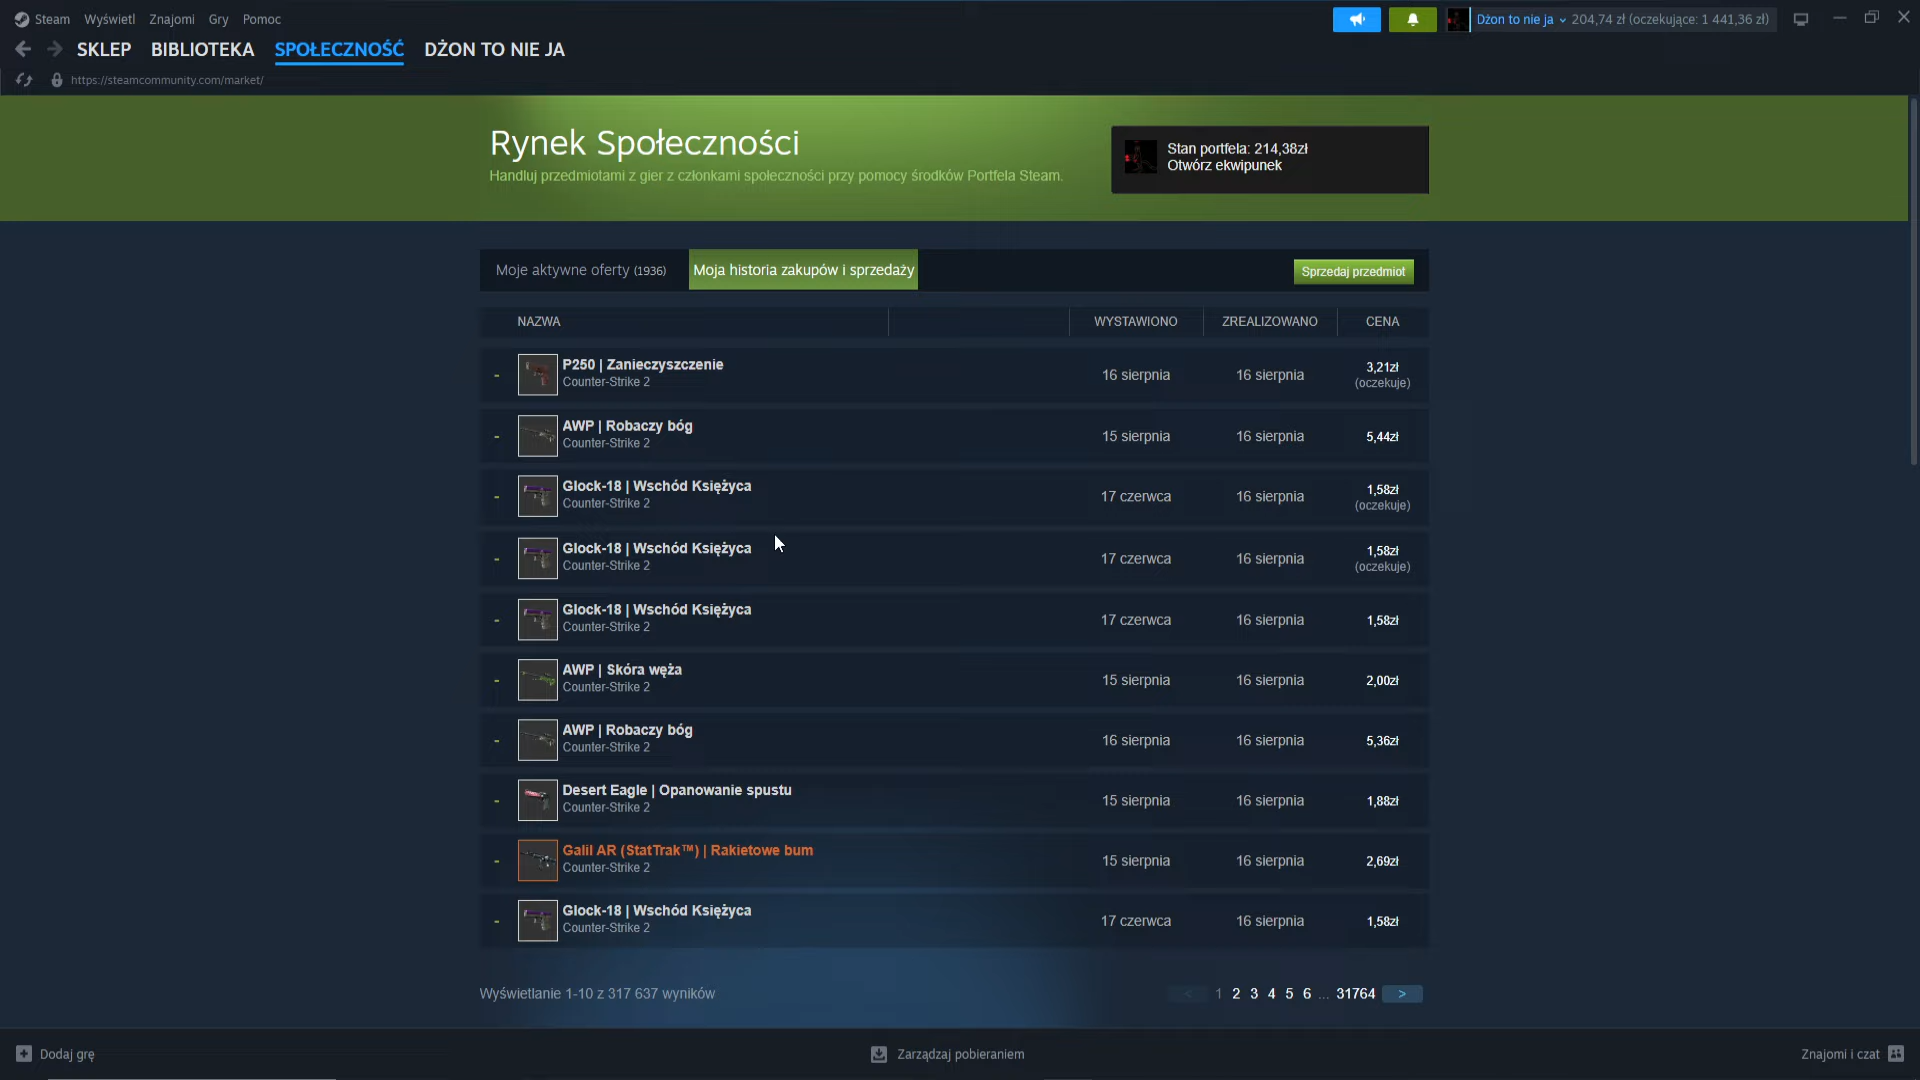 Steam Wyświetl Znajomi Gry Pomoc
Dżon to nie ja 204,74 zł (oczekujące: 1 441,36 zł)
SKLEP BIBLIOTEKA SPOŁECZNOŚĆ DŻON TO NIE JA
https://steamcommunity.com/market/
Rynek Społeczności
Handluj przedmiotami z gier z członkami społeczności przy pomocy środków Portfela Steam.
Stan portfela: 214,38zł
Otwórz ekwipunek
Moje aktywne oferty (1936) Moja historia zakupów i sprzedaży Sprzedaj przedmiot
NAZWA WYSTAWIONO ZREALIZOWANO CENA
- P250 | Zanieczyszczenie
Counter-Strike 2
16 sierpnia 16 sierpnia 3,21zł
(oczekuje)
- AWP | Robaczy bóg
Counter-Strike 2
15 sierpnia 16 sierpnia 5,44zł
- Glock-18 | Wschód Księżyca
Counter-Strike 2
17 czerwca 16 sierpnia 1,58zł
(oczekuje)
- Glock-18 | Wschód Księżyca
Counter-Strike 2
17 czerwca 16 sierpnia 1,58zł
(oczekuje)
- Glock-18 | Wschód Księżyca
Counter-Strike 2
17 czerwca 16 sierpnia 1,58zł
- AWP | Skóra węża
Counter-Strike 2
15 sierpnia 16 sierpnia 2,00zł
- AWP | Robaczy bóg
Counter-Strike 2
16 sierpnia 16 sierpnia 5,36zł
- Desert Eagle | Opanowanie spustu
Counter-Strike 2
15 sierpnia 16 sierpnia 1,88zł
- Galil AR (StatTrak™) | Rakietowe bum
Counter-Strike 2
15 sierpnia 16 sierpnia 2,69zł
- Glock-18 | Wschód Księżyca
Counter-Strike 2
17 czerwca 16 sierpnia 1,58zł
Wyświetlanie 1-10 z 317 637 wyników
< 1 2 3 4 5 6 ... 31764 >
Dodaj grę Zarządzaj pobieraniem Znajomi i czat